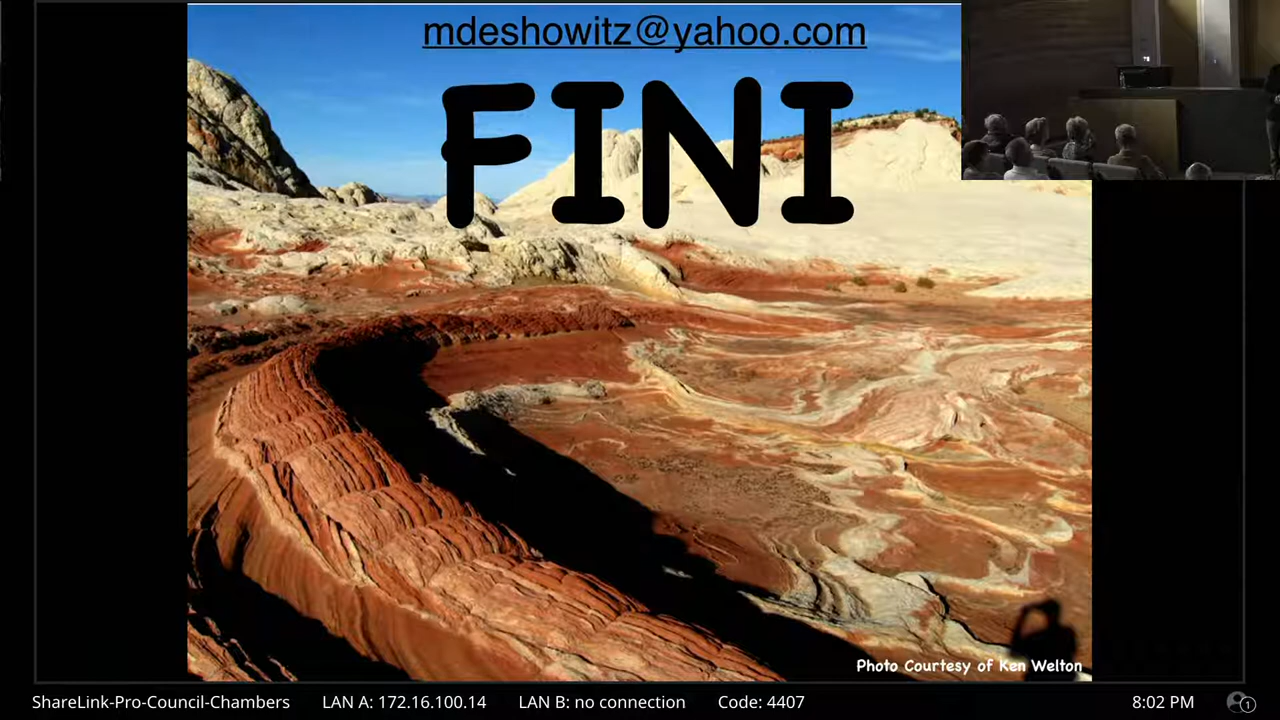 mdeshowitz@yahoo.com
FINI
Photo Courtesy of Ken Welton
ShareLink-Pro-Council-Chambers LAN A: 172.16.100.14 LAN B: no connection Code: 4407 8:02 PM 1